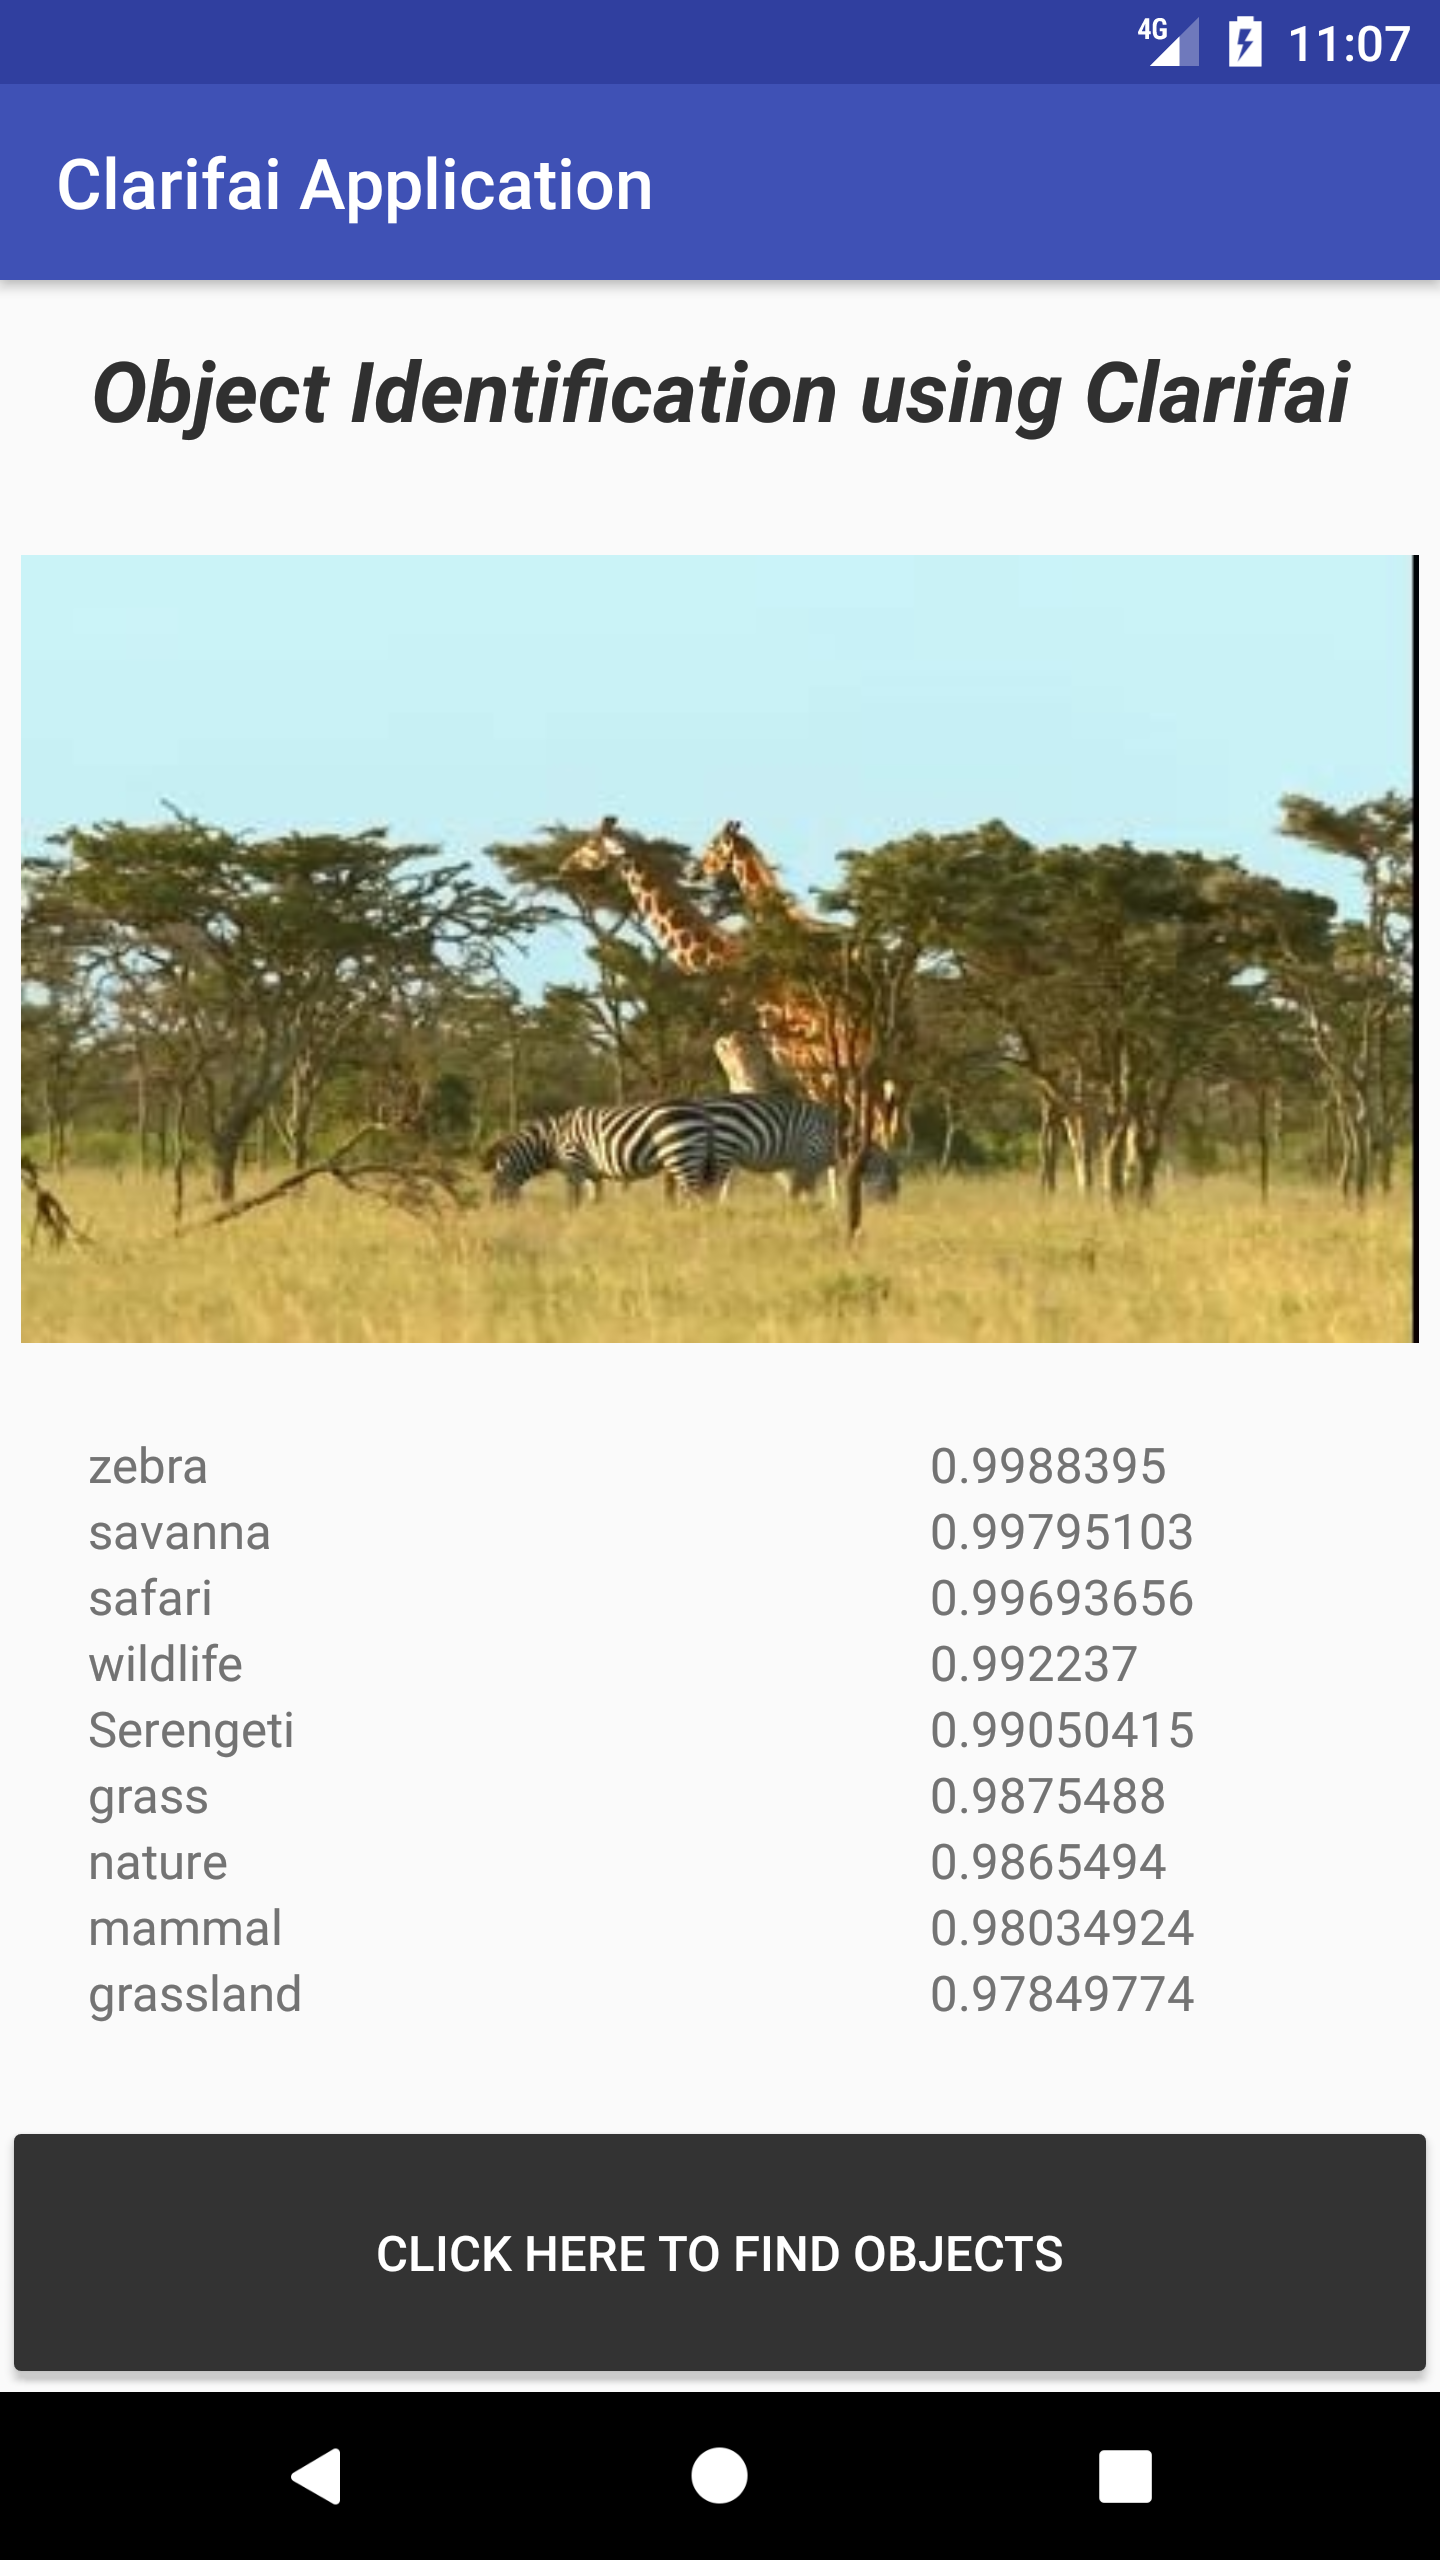 4G 11:07
Clarifai Application
Object Identification using Clarifai
zebra 0.9988395
savanna 0.99795103
safari 0.99693656
wildlife 0.992237
Serengeti 0.99050415
grass 0.9875488
nature 0.9865494
mammal 0.98034924
grassland 0.97849774
CLICK HERE TO FIND OBJECTS